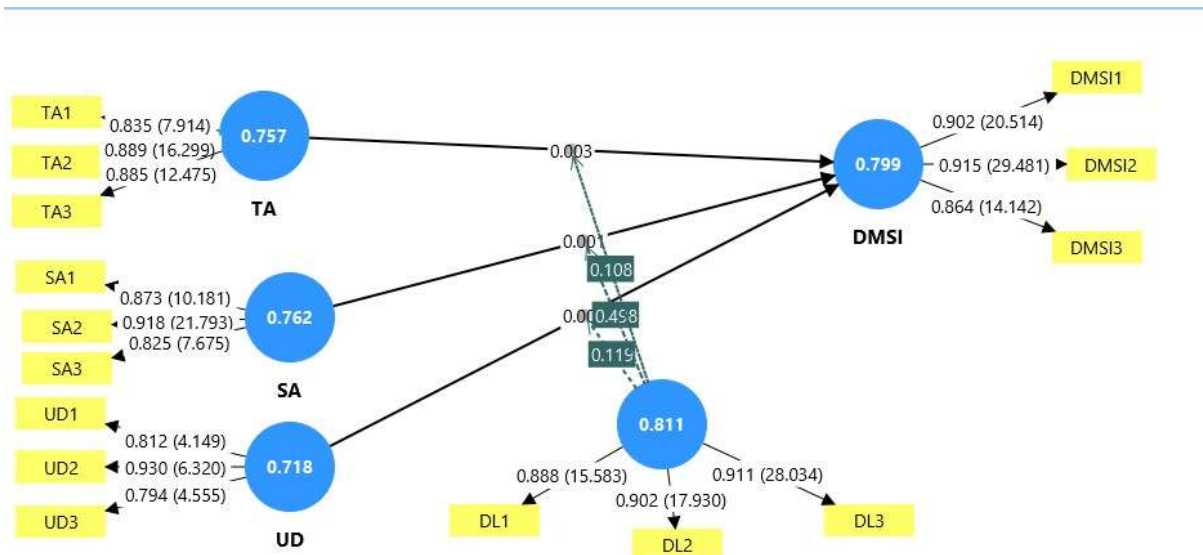 TA1
TA2
TA3
0.835 (7.914)
0.889 (16.299)
0.885 (12.475)
0.757
TA
SA1
SA2
SA3
0.873 (10.181)
0.918 (21.793)
0.825 (7.675)
0.762
SA
UD1
UD2
UD3
0.812 (4.149)
0.930 (6.320)
0.794 (4.555)
0.718
UD
0.003
0.001
0.108
0.498
0.119
0.799
DMSI
0.902 (20.514)
0.915 (29.481)
0.864 (14.142)
DMSI1
DMSI2
DMSI3
0.811
0.888 (15.583)
0.902 (17.930)
0.911 (28.034)
DL1
DL2
DL3